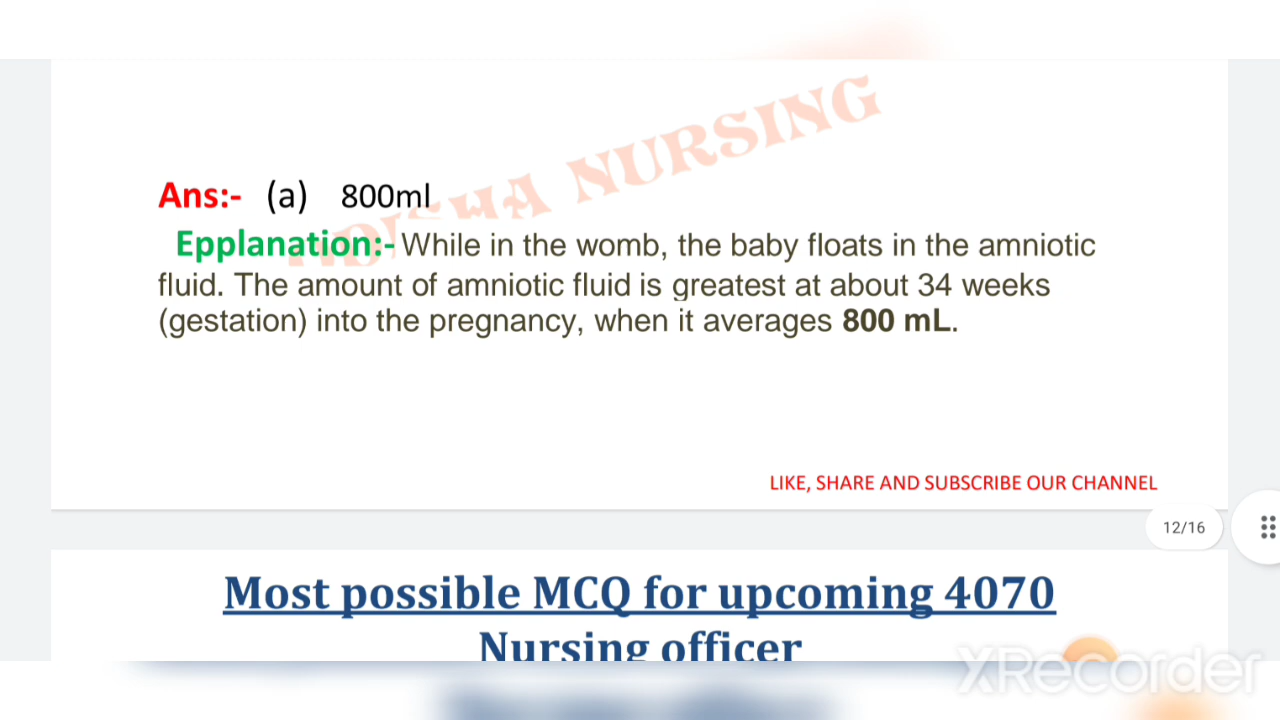 DISHA NURSING
Ans:- (a) 800ml
Epplanation:- While in the womb, the baby floats in the amniotic
fluid. The amount of amniotic fluid is greatest at about 34 weeks
(gestation) into the pregnancy, when it averages 800 mL.
LIKE, SHARE AND SUBSCRIBE OUR CHANNEL
12/16
Most possible MCQ for upcoming 4070
Nursing officer
XRecorder